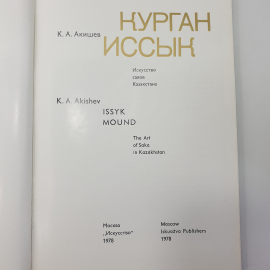 К. А. Акишев
КУРГАН
ИССЫК
Искусство
саков
Казахстана
K. A. Akishev
ISSYK
MOUND
The Art
of Saka
in Kazakhstan
Москва
„Искусство"
1978
Moscow
Iskusstvo Publishers
1978